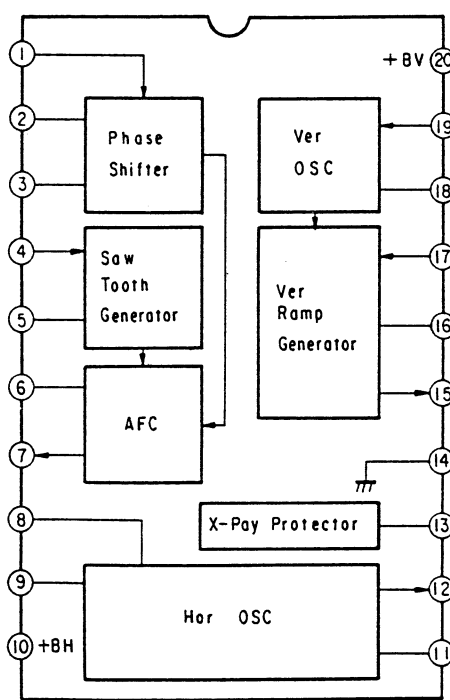 1
+BV 20
2
Phase
Shifter
Ver
OSC
19
3
18
4
Saw
Tooth
Generator
Ver
Ramp
Generator
17
5
16
6
AFC
15
7
14
8
X-Pay Protector
13
9
Hor OSC
12
10 +BH
11